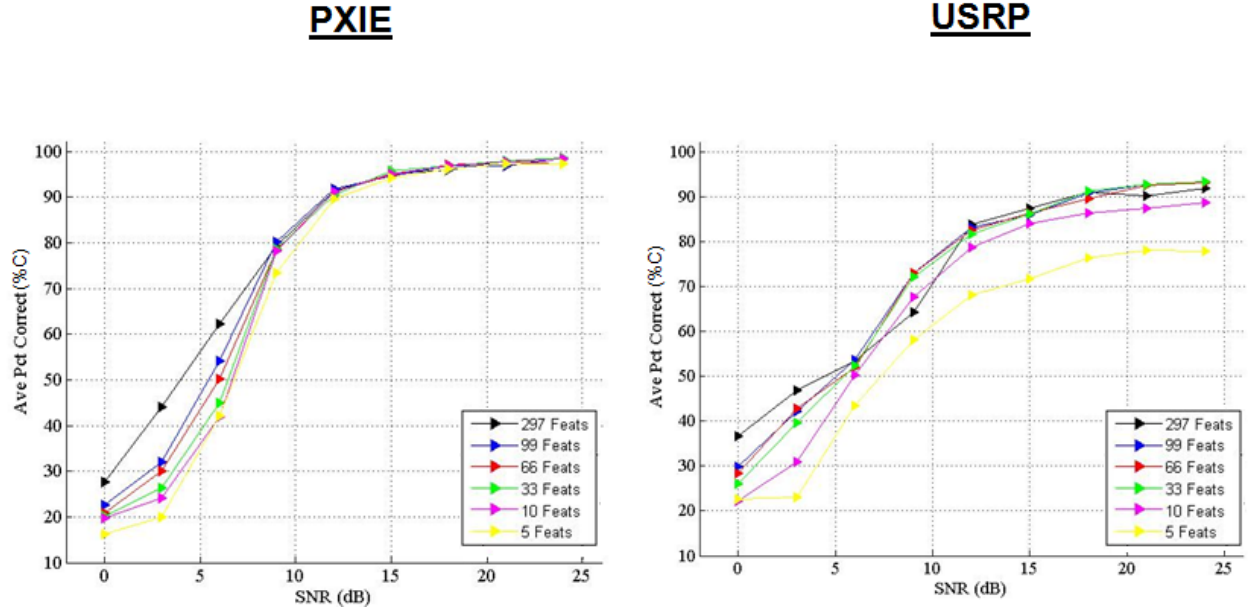 PXIE
USRP
Ave Pct Correct (%C)
100
90
80
70
60
50
40
30
20
10
0
5
10
15
20
25
SNR (dB)
297 Feats
99 Feats
66 Feats
33 Feats
10 Feats
5 Feats
Ave Pct Correct (%C)
100
90
80
70
60
50
40
30
20
10
0
5
10
15
20
25
SNR (dB)
297 Feats
99 Feats
66 Feats
33 Feats
10 Feats
5 Feats